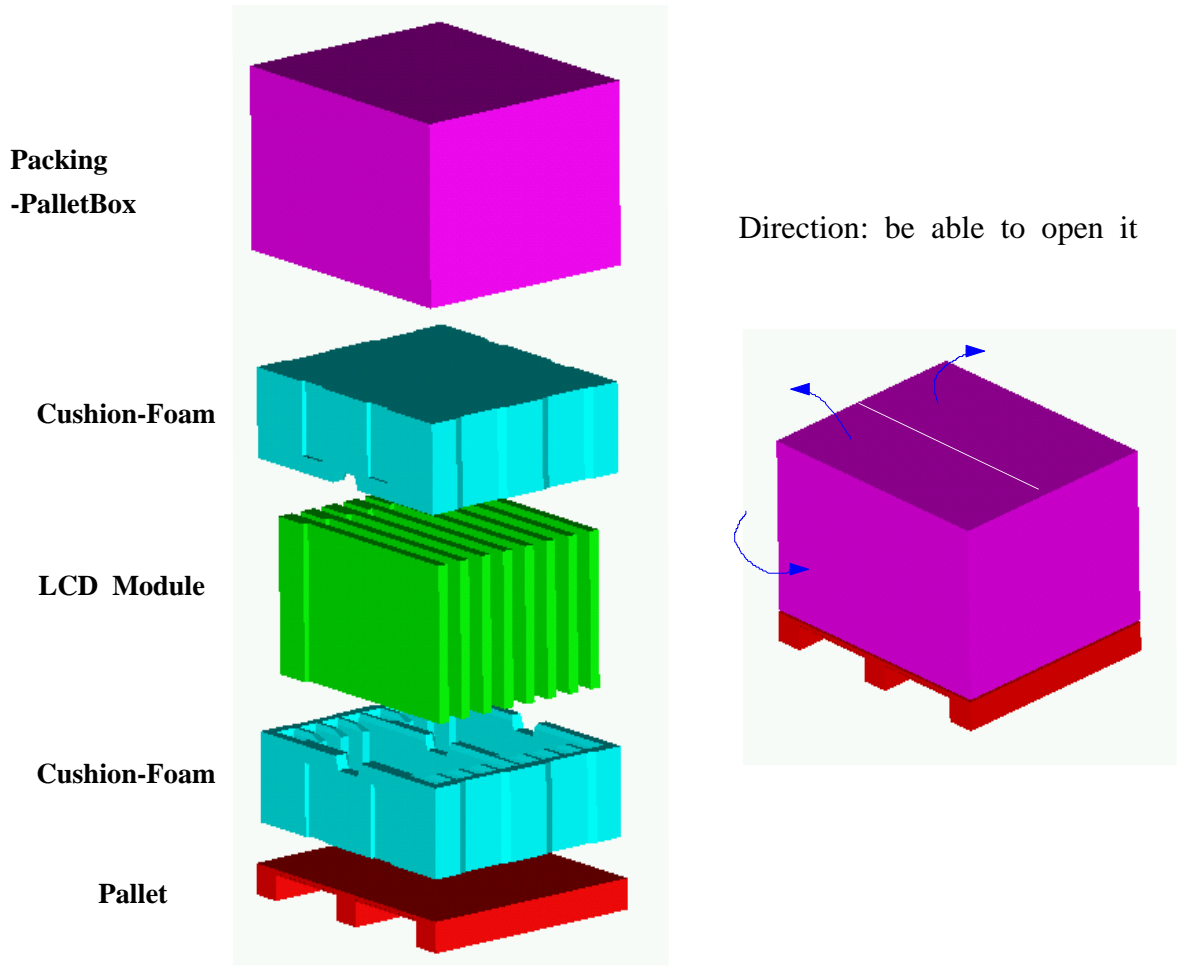 Packing
-PalletBox
Direction: be able to open it
Cushion-Foam
LCD Module
Cushion-Foam
Pallet